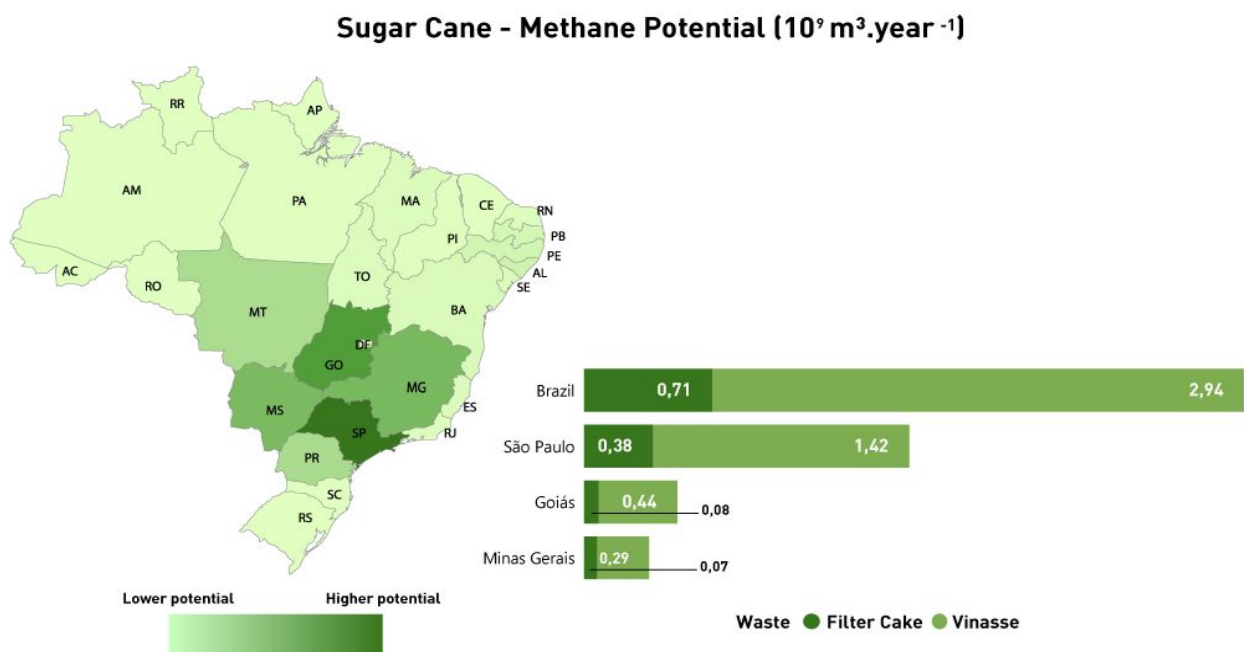 Sugar Cane - Methane Potential (10⁹ m³.year ⁻¹)
RR
AP
AM
PA
MA
CE
RN
PI
PB
PE
AL
SE
AC
RO
TO
MT
BA
DF
GO
MG
MS
ES
SP
RJ
PR
SC
RS
Lower potential Higher potential
Brazil 0,71 2,94
São Paulo 0,38 1,42
Goiás 0,44 0,08
Minas Gerais 0,29 0,07
Waste Filter Cake Vinasse